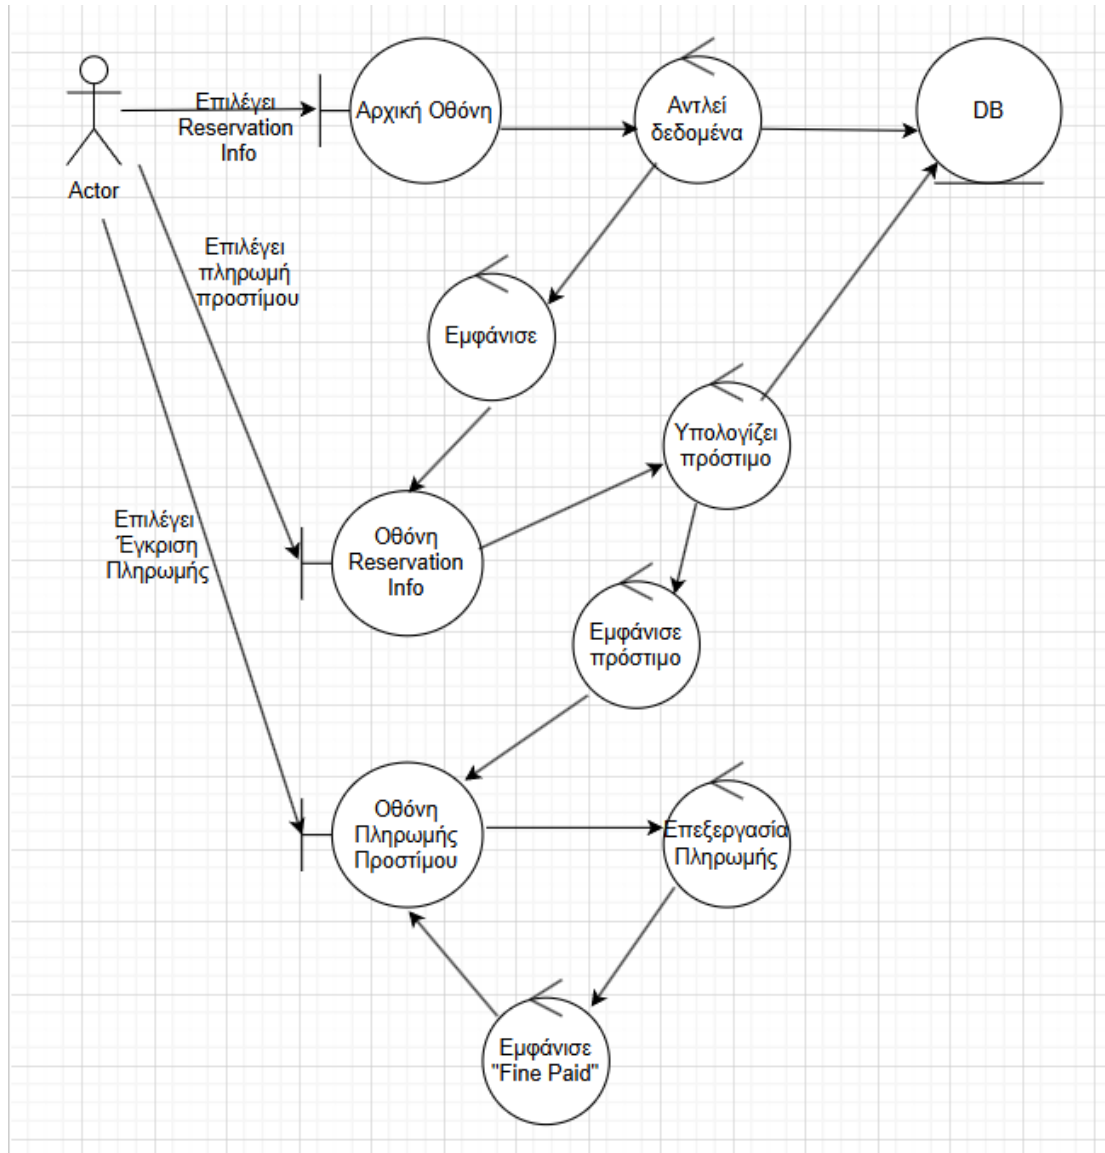 Επιλέγει
Reservation
Info
Αρχική Οθόνη
Αντλεί
δεδομένα
DB
Actor
Επιλέγει
πληρωμή
προστίμου
Εμφάνισε
Υπολογίζει
πρόστιμο
Επιλέγει
Έγκριση
Πληρωμής
Οθόνη
Reservation
Info
Εμφάνισε
πρόστιμο
Οθόνη
Πληρωμής
Προστίμου
Επεξεργασία
Πληρωμής
Εμφάνισε
"Fine Paid"